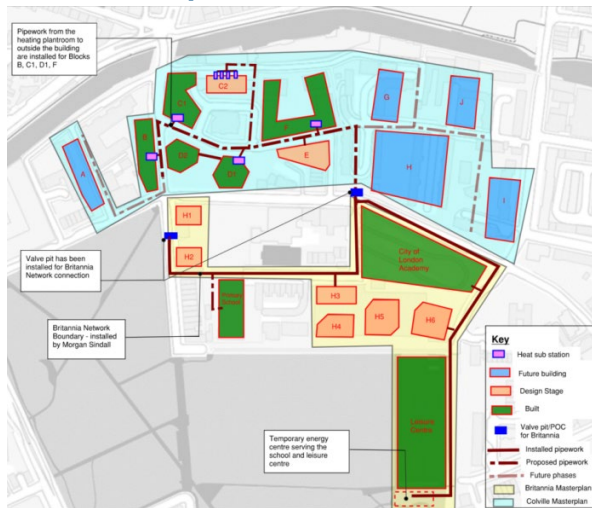 Pipework from the
heating plantroom to
outside the building
are installed for Blocks
B, C1, D1, F
C2
C1
G
J
F
B
D2
E
A
D1
H
I
H1
H2
City of
London
Academy
Valve pit has been
installed for Britannia
Network connection
Primary
School
H3
H4
H5
H6
Britannia Network
Boundary - installed
by Morgan Sindall
Leisure
Centre
Temporary energy
centre serving the
school and leisure
centre
Key
Heat sub station
Future building
Design Stage
Built
Valve pit/POC
for Britannia
Installed pipework
Proposed pipework
Future phases
Britannia Masterplan
Colville Masterplan